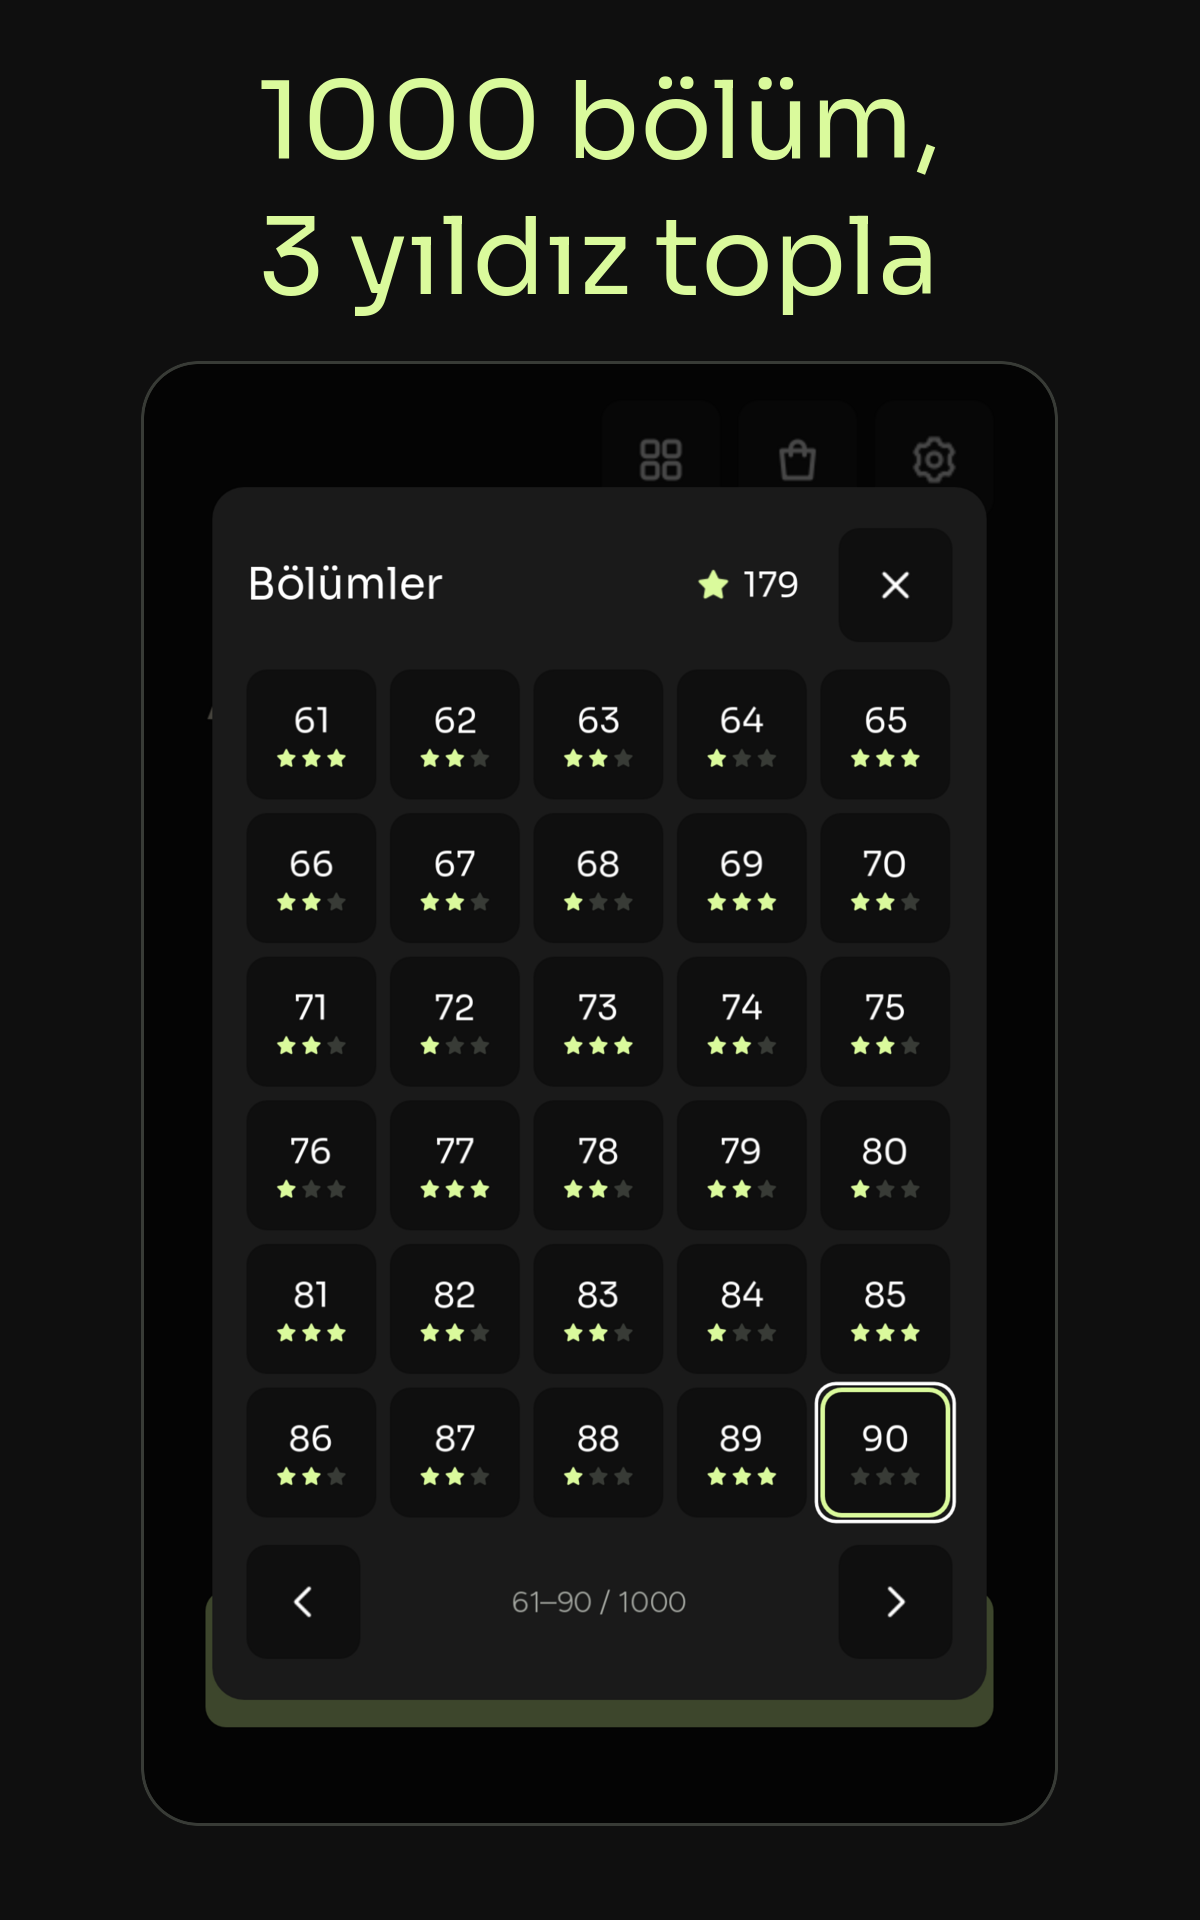 1000 bölüm,
3 yıldız topla
Bölümler 179
61 62 63 64 65
66 67 68 69 70
71 72 73 74 75
76 77 78 79 80
81 82 83 84 85
86 87 88 89 90
61–90 / 1000